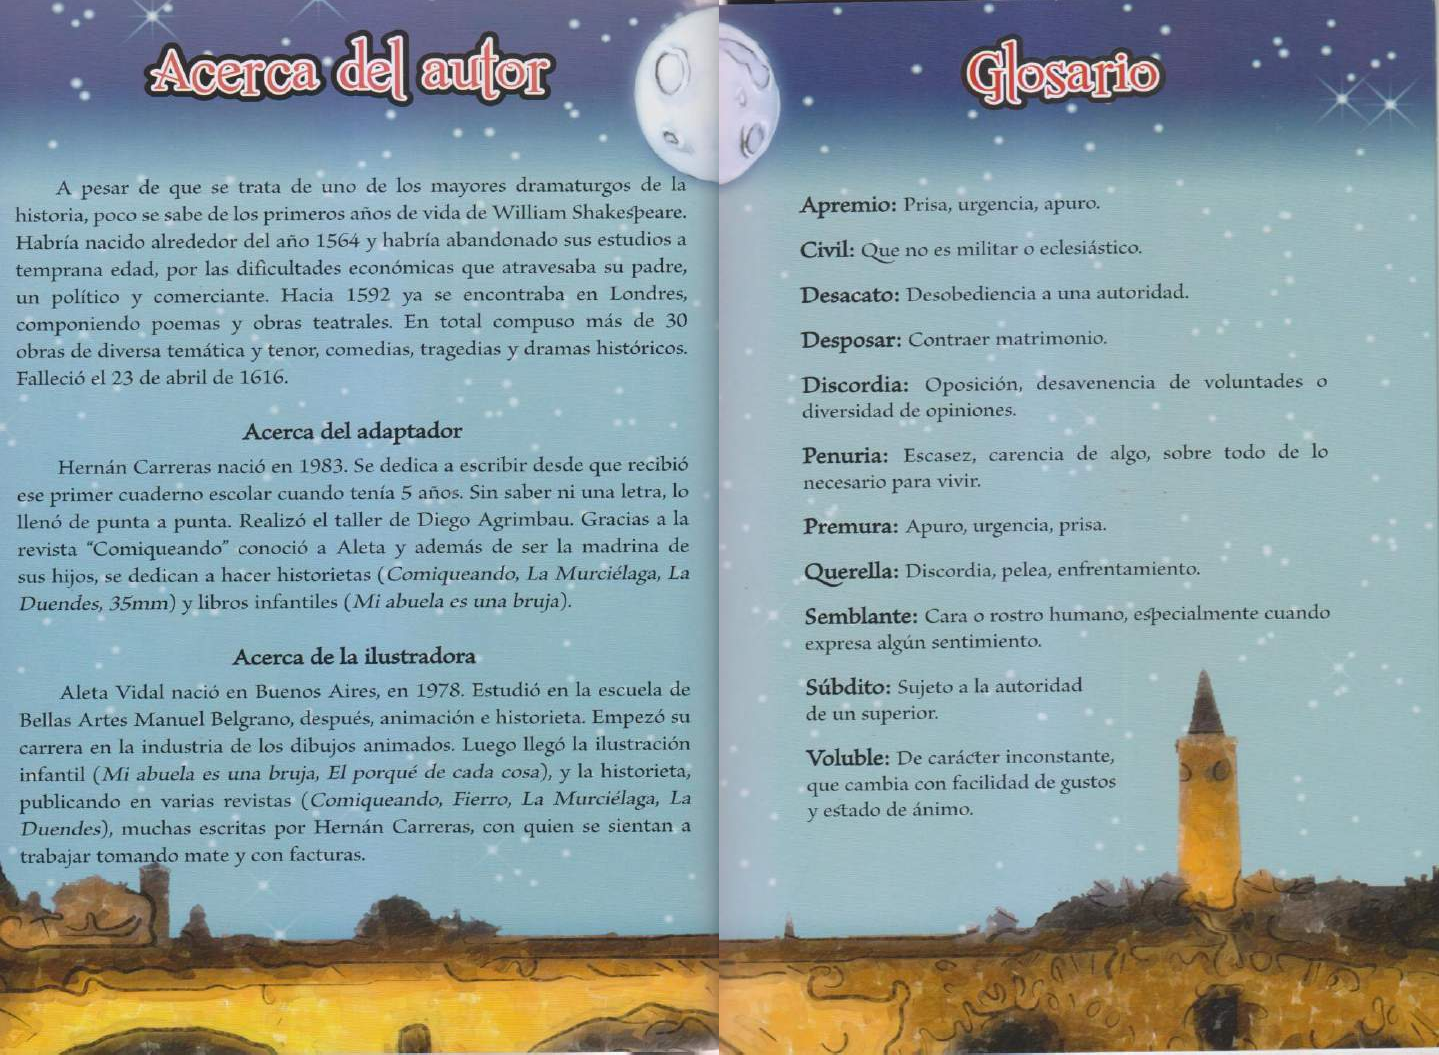 Acerca del autor
A pesar de que se trata de uno de los mayores dramaturgos de la
historia, poco se sabe de los primeros años de vida de William Shakespeare.
Habría nacido alrededor del año 1564 y habría abandonado sus estudios a
temprana edad, por las dificultades económicas que atravesaba su padre,
un político y comerciante. Hacia 1592 ya se encontraba en Londres,
componiendo poemas y obras teatrales. En total compuso más de 30
obras de diversa temática y tenor, comedias, tragedias y dramas históricos.
Falleció el 23 de abril de 1616.
Acerca del adaptador
Hernán Carreras nació en 1983. Se dedica a escribir desde que recibió
ese primer cuaderno escolar cuando tenía 5 años. Sin saber ni una letra, lo
llenó de punta a punta. Realizó el taller de Diego Agrimbau. Gracias a la
revista “Comiqueando” conoció a Aleta y además de ser la madrina de
sus hijos, se dedican a hacer historietas (Comiqueando, La Murciélaga, La
Duendes, 35mm) y libros infantiles (Mi abuela es una bruja).
Acerca de la ilustradora
Aleta Vidal nació en Buenos Aires, en 1978. Estudió en la escuela de
Bellas Artes Manuel Belgrano, después, animación e historieta. Empezó su
carrera en la industria de los dibujos animados. Luego llegó la ilustración
infantil (Mi abuela es una bruja, El porqué de cada cosa), y la historieta,
publicando en varias revistas (Comiqueando, Fierro, La Murciélaga, La
Duendes), muchas escritas por Hernán Carreras, con quien se sientan a
trabajar tomando mate y con facturas.
Glosario
Apremio: Prisa, urgencia, apuro.
Civil: Que no es militar o eclesiástico.
Desacato: Desobediencia a una autoridad.
Desposar: Contraer matrimonio.
Discordia: Oposición, desavenencia de voluntades o
diversidad de opiniones.
Penuria: Escasez, carencia de algo, sobre todo de lo
necesario para vivir.
Premura: Apuro, urgencia, prisa.
Querella: Discordia, pelea, enfrentamiento.
Semblante: Cara o rostro humano, especialmente cuando
expresa algún sentimiento.
Súbdito: Sujeto a la autoridad
de un superior.
Voluble: De carácter inconstante,
que cambia con facilidad de gustos
y estado de ánimo.